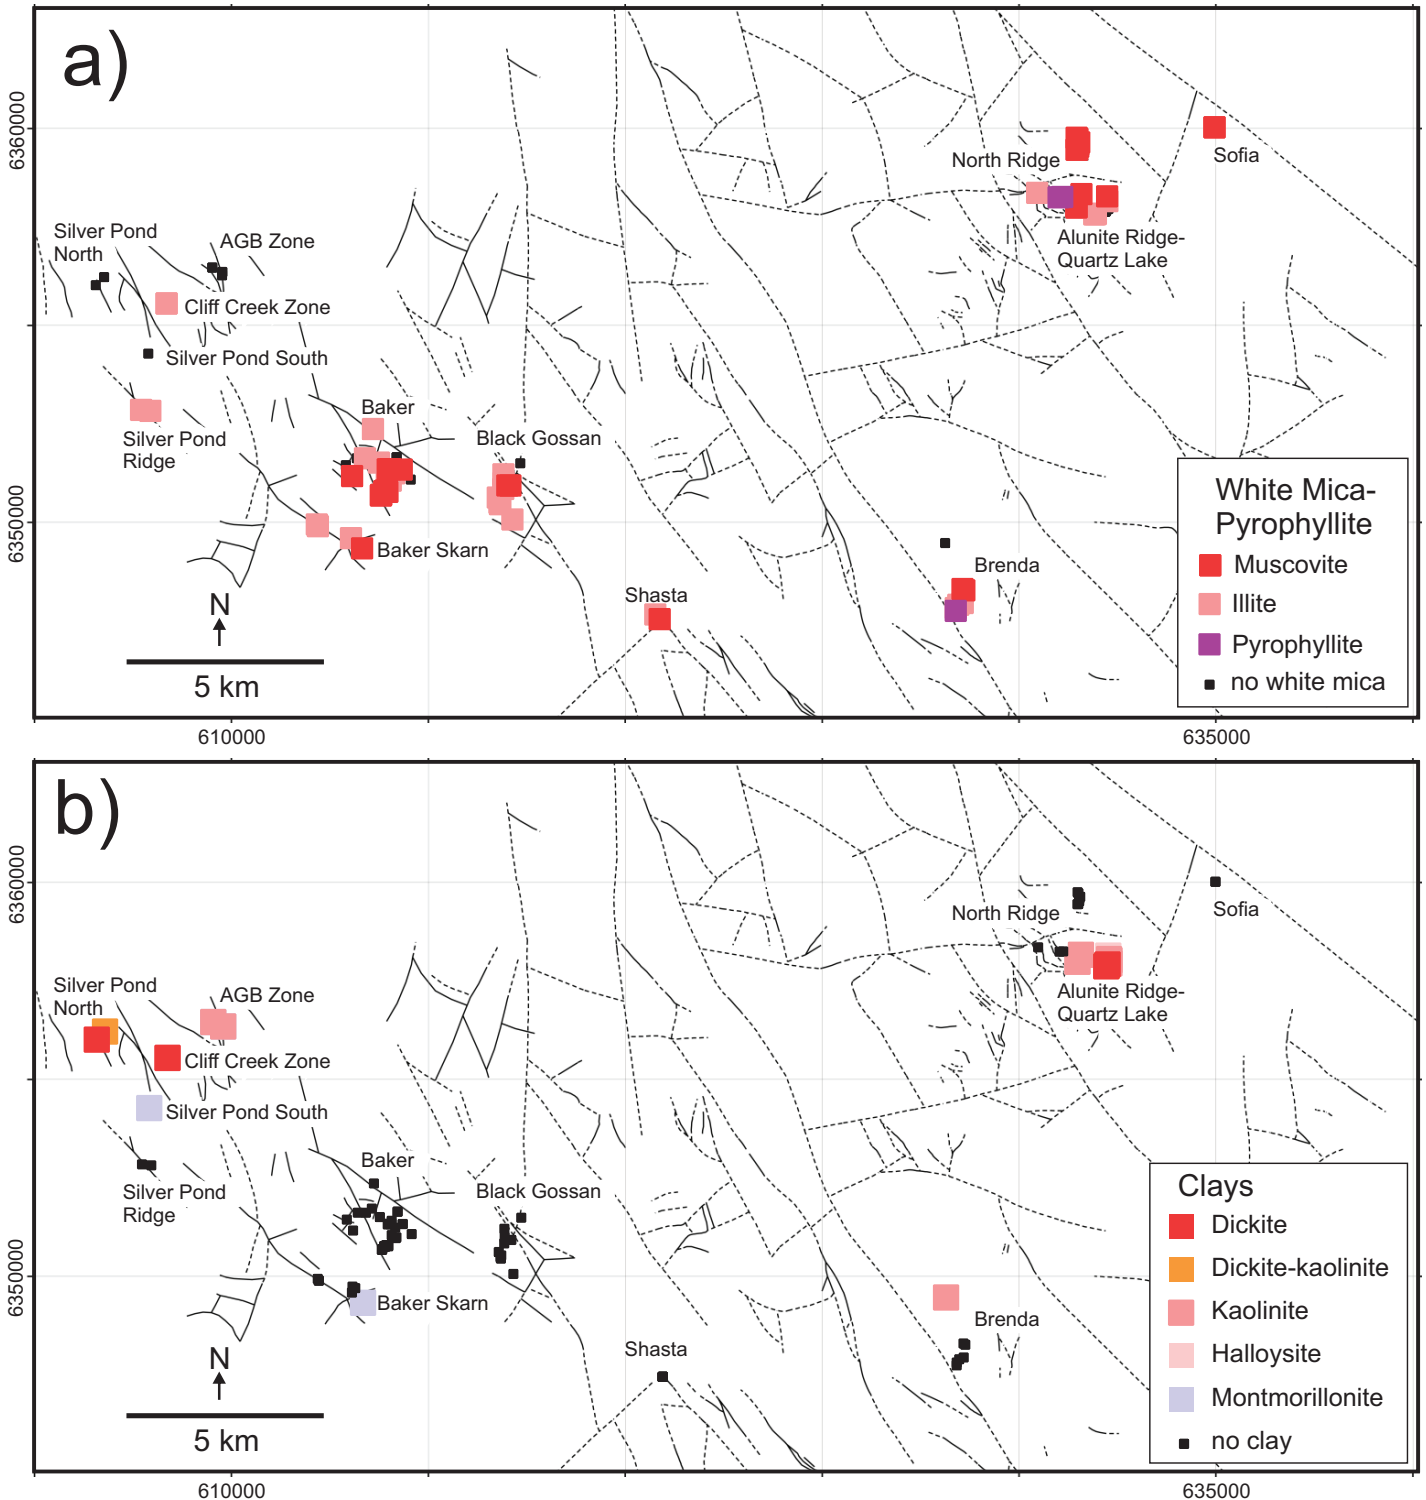 a)
6360000
North Ridge
Sofia
Silver Pond
North
AGB Zone
Alunite Ridge-
Quartz Lake
Cliff Creek Zone
Silver Pond South
Baker
Silver Pond
Ridge
Black Gossan
White Mica-
Pyrophyllite
Muscovite
Illite
Pyrophyllite
no white mica
6350000
Baker Skarn
Brenda
Shasta
N
5 km
610000
635000
b)
6360000
North Ridge
Sofia
Silver Pond
North
AGB Zone
Alunite Ridge-
Quartz Lake
Cliff Creek Zone
Silver Pond South
Baker
Silver Pond
Ridge
Black Gossan
Clays
Dickite
Dickite-kaolinite
Kaolinite
Halloysite
Montmorillonite
no clay
6350000
Baker Skarn
Brenda
Shasta
N
5 km
610000
635000